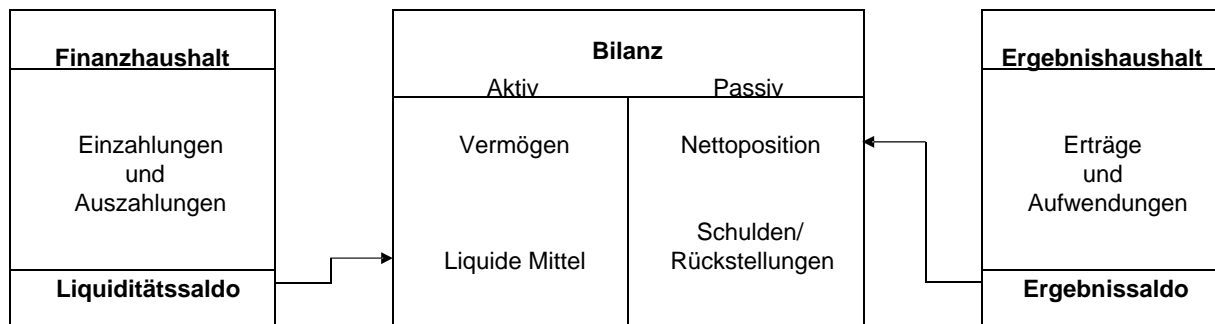 Finanzhaushalt
Einzahlungen
und
Auszahlungen
Liquiditätssaldo
Bilanz
Aktiv
Passiv
Vermögen
Nettoposition
Liquide Mittel
Schulden/
Rückstellungen
Ergebnishaushalt
Erträge
und
Aufwendungen
Ergebnissaldo